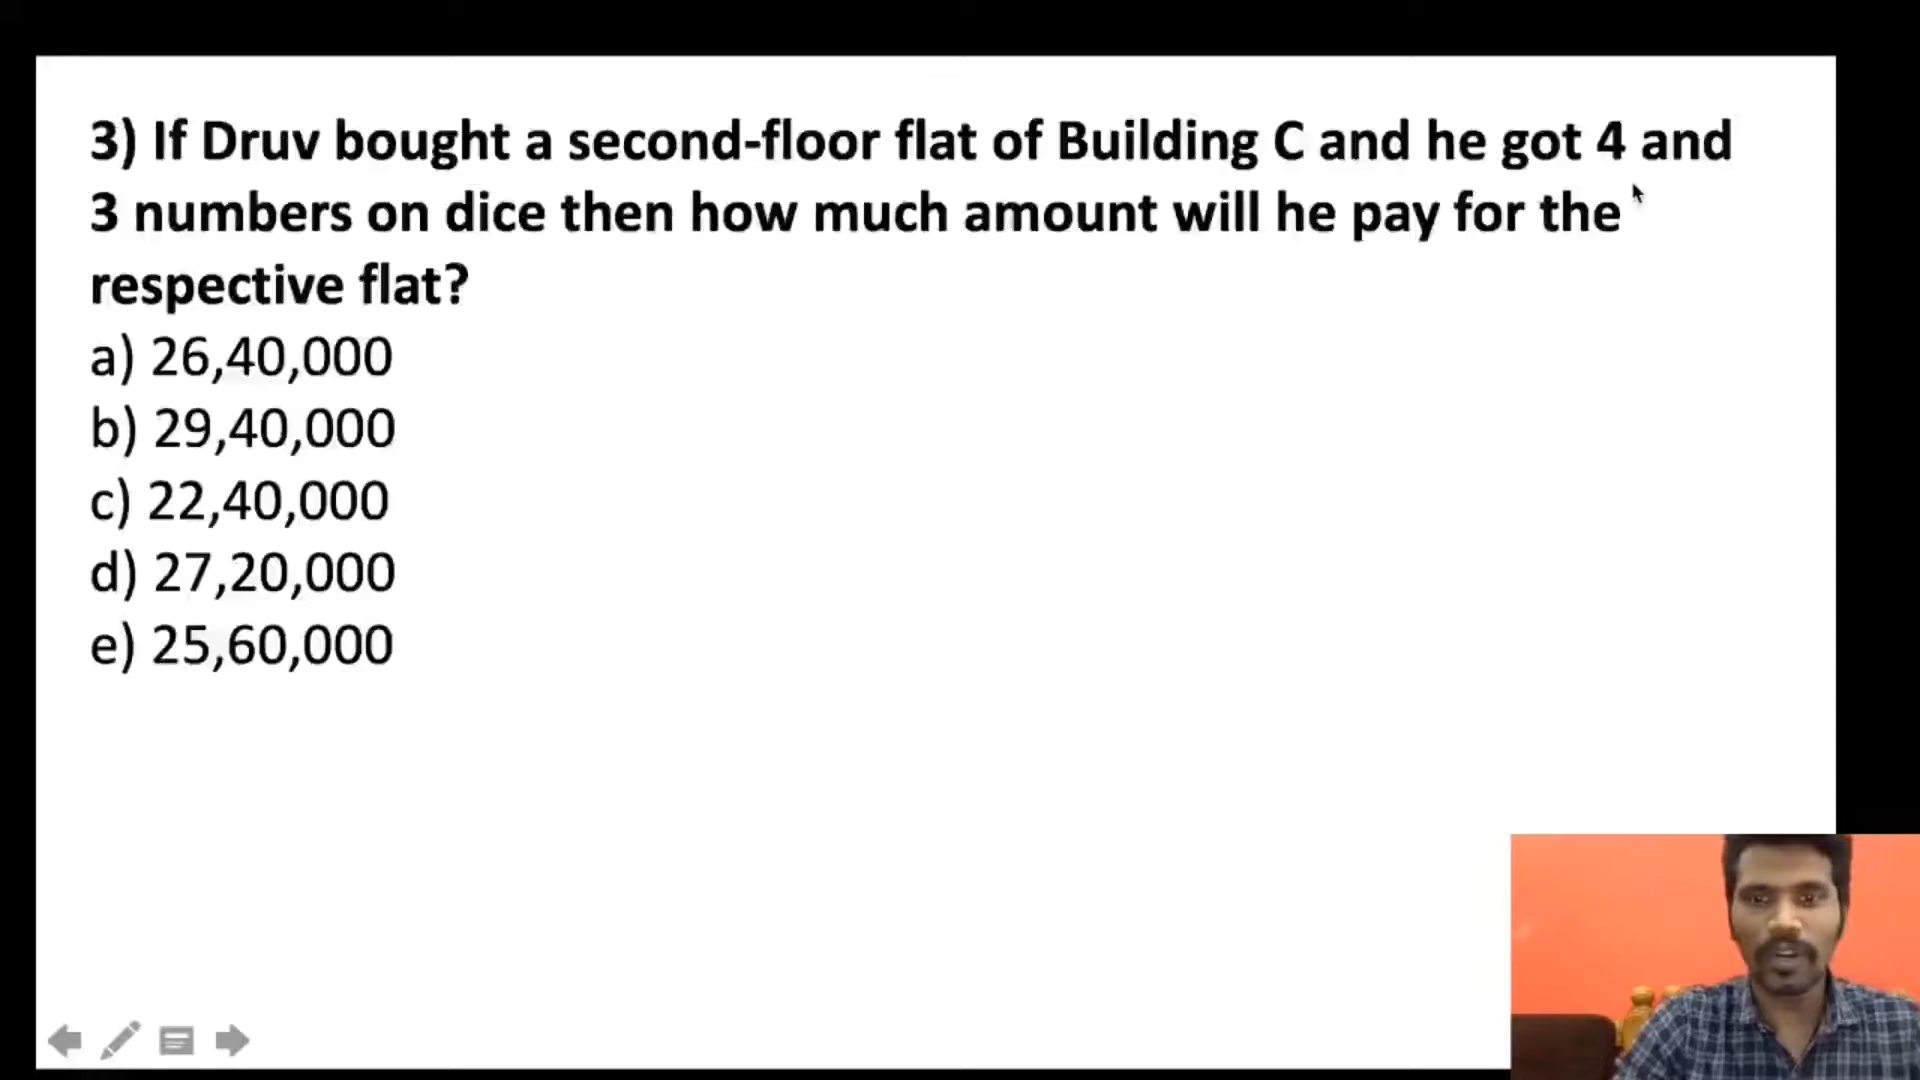 3) If Druv bought a second-floor flat of Building C and he got 4 and
3 numbers on dice then how much amount will he pay for the
respective flat?
a) 26,40,000
b) 29,40,000
c) 22,40,000
d) 27,20,000
e) 25,60,000